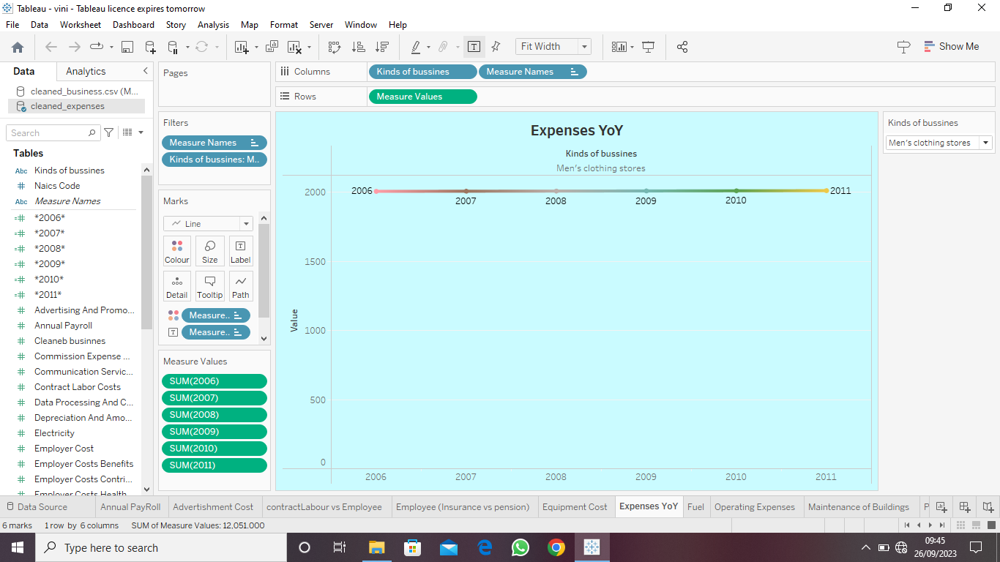 Tableau - vini - Tableau licence expires tomorrow
File Data Worksheet Dashboard Story Analysis Map Format Server Window Help
Fit Width
Show Me
Data Analytics
cleaned_business.csv (M...
cleaned_expenses
Search
Tables
Abc Kinds of bussines
# Naics Code
Abc Measure Names
=# *2006*
=# *2007*
=# *2008*
=# *2009*
=# *2010*
=# *2011*
# Advertising And Promo...
# Annual Payroll
# Cleaneb businnes
# Commission Expense ...
# Communication Servic...
# Contract Labor Costs
# Data Processing And C...
# Depreciation And Amo...
# Electricity
# Employer Cost
# Employer Costs Benefits
# Employer Costs Contri...
# Employer Costs Health
Pages
Filters
Measure Names
Kinds of bussines: M..
Marks
Line
Colour Size Label
Detail Tooltip Path
Measure..
Measure..
Measure Values
SUM(2006)
SUM(2007)
SUM(2008)
SUM(2009)
SUM(2010)
SUM(2011)
Columns Kinds of bussines Measure Names
Rows Measure Values
Expenses YoY
Kinds of bussines
Men's clothing stores
2000
1500
1000
500
0
Value
2006
2007
2008
2009
2010
2011
2006 2007 2008 2009 2010 2011
Kinds of bussines
Men's clothing stores
Data Source Annual PayRoll Advertishment Cost contractLabour vs Employee Employee (Insurance vs pension) Equipment Cost Expenses YoY Fuel Operating Expenses Maintenance of Buildings P
6 marks 1 row by 6 columns SUM of Measure Values: 12,051.000
Type here to search
09:45
26/09/2023